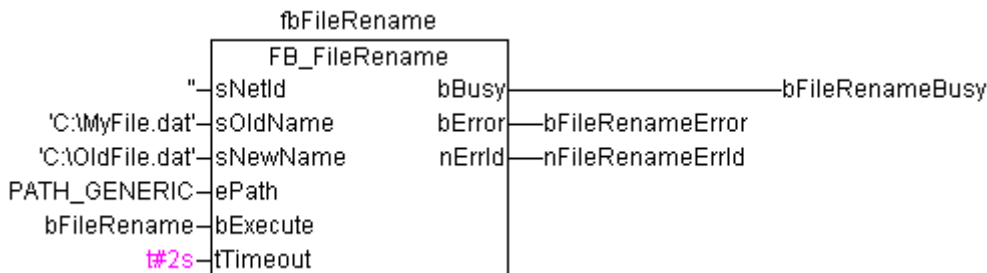 fbFileRename
FB_FileRename
''sNetId bBusy bFileRenameBusy
'C:\MyFile.dat' sOldName bError bFileRenameError
'C:\OldFile.dat' sNewName nErrId nFileRenameErrId
PATH_GENERIC ePath
bFileRename bExecute
t#2s tTimeout